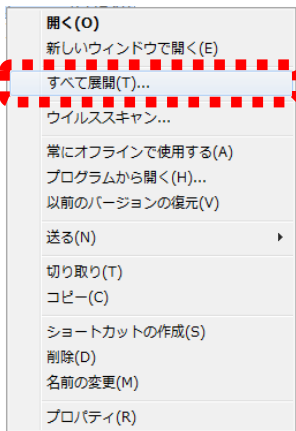 開く(O)
新しいウィンドウで開く(E)
すべて展開(T)...
ウイルススキャン...
常にオフラインで使用する(A)
プログラムから開く(H)...
以前のバージョンの復元(V)
送る(N)
切り取り(T)
コピー(C)
ショートカットの作成(S)
削除(D)
名前の変更(M)
プロパティ(R)